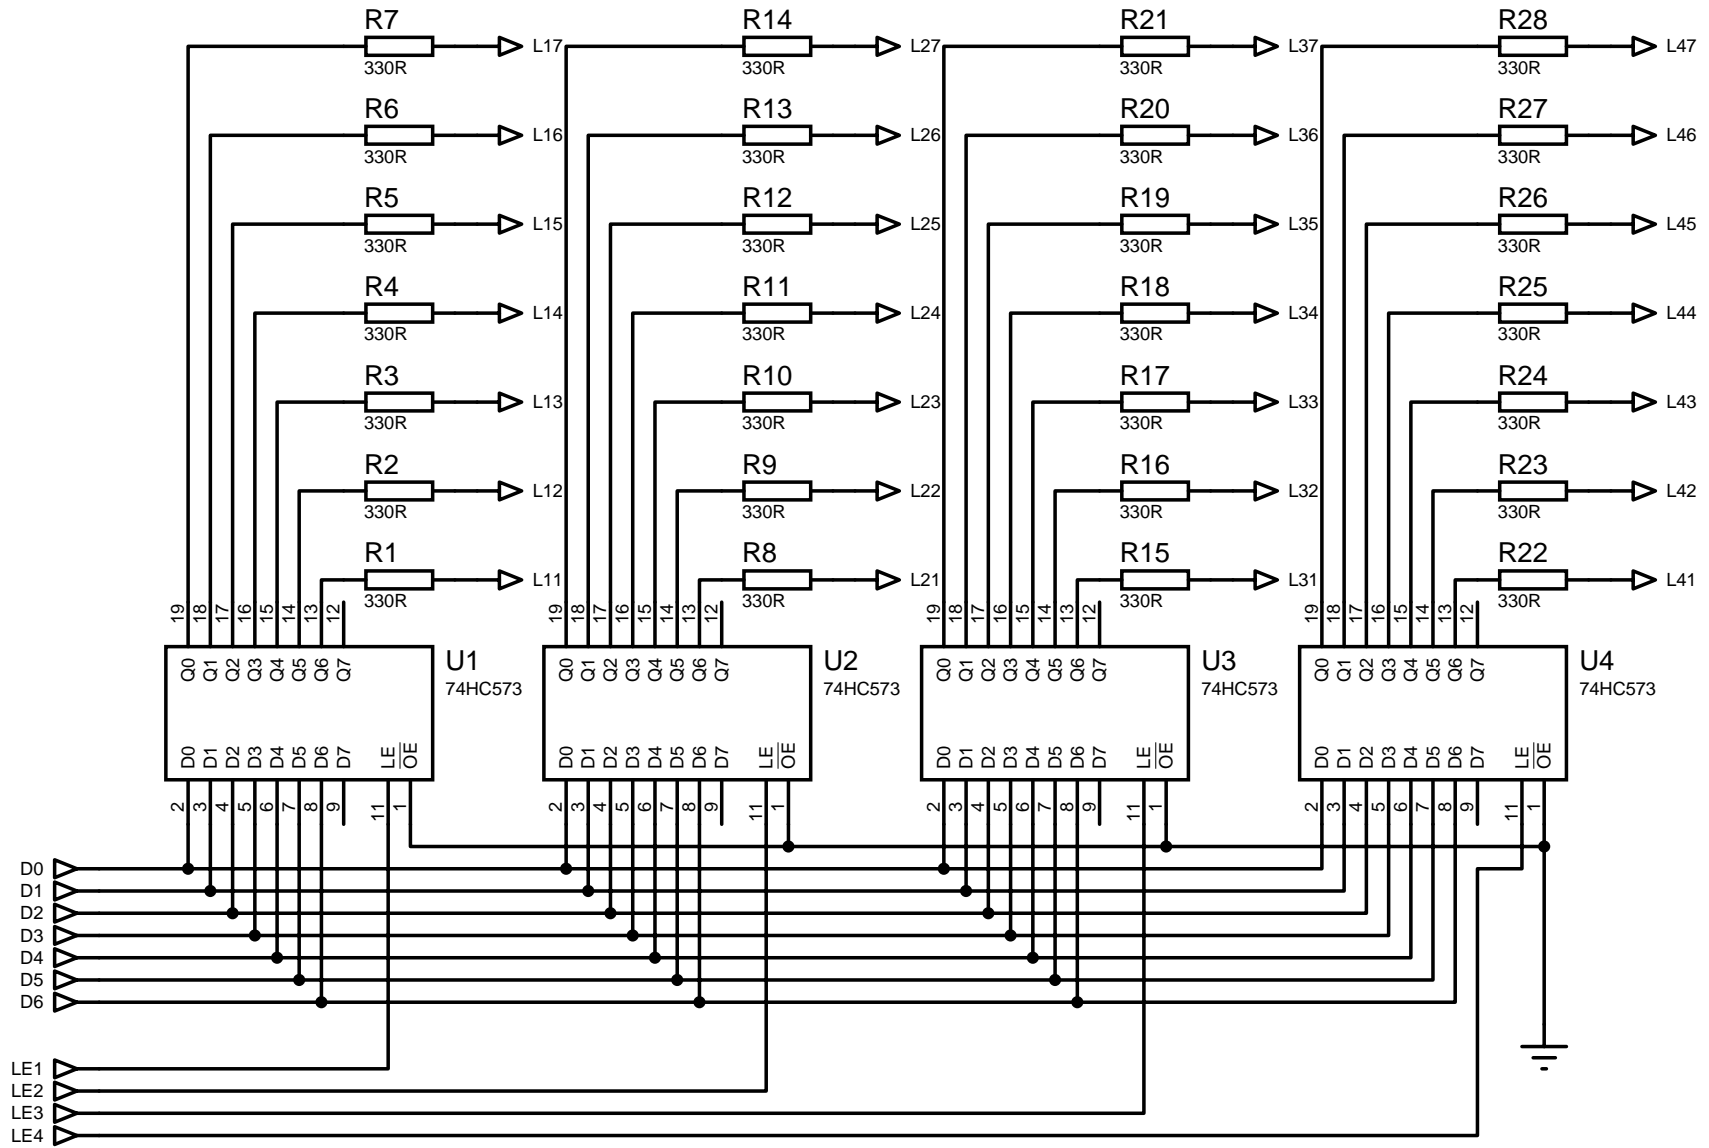 R7 R14 R21 R28
L17 L27 L37 L47
330R 330R 330R 330R
R6 R13 R20 R27
L16 L26 L36 L46
330R 330R 330R 330R
R5 R12 R19 R26
L15 L25 L35 L45
330R 330R 330R 330R
R4 R11 R18 R25
L14 L24 L34 L44
330R 330R 330R 330R
R3 R10 R17 R24
L13 L23 L33 L43
330R 330R 330R 330R
R2 R9 R16 R23
L12 L22 L32 L42
330R 330R 330R 330R
R1 R8 R15 R22
L11 L21 L31 L41
330R 330R 330R 330R
19 18 17 16 15 14 13 12 19 18 17 16 15 14 13 12 19 18 17 16 15 14 13 12 19 18 17 16 15 14 13 12
Q0 Q1 Q2 Q3 Q4 Q5 Q6 Q7 U1 Q0 Q1 Q2 Q3 Q4 Q5 Q6 Q7 U2 Q0 Q1 Q2 Q3 Q4 Q5 Q6 Q7 U3 Q0 Q1 Q2 Q3 Q4 Q5 Q6 Q7 U4
74HC573 74HC573 74HC573 74HC573
D0 D1 D2 D3 D4 D5 D6 D7 LE OE D0 D1 D2 D3 D4 D5 D6 D7 LE OE D0 D1 D2 D3 D4 D5 D6 D7 LE OE D0 D1 D2 D3 D4 D5 D6 D7 LE OE
2 3 4 5 6 7 8 9 11 1 2 3 4 5 6 7 8 9 11 1 2 3 4 5 6 7 8 9 11 1 2 3 4 5 6 7 8 9 11 1
D0
D1
D2
D3
D4
D5
D6
LE1
LE2
LE3
LE4